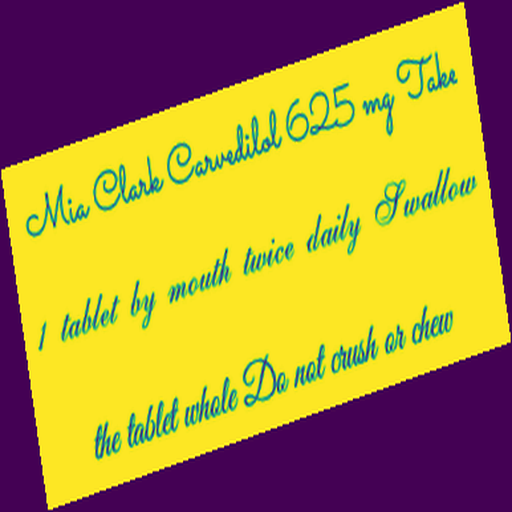 Mia Clark Carvedilol 625 mg Take
1 tablet by mouth twice daily Swallow
the tablet whole Do not crush or chew